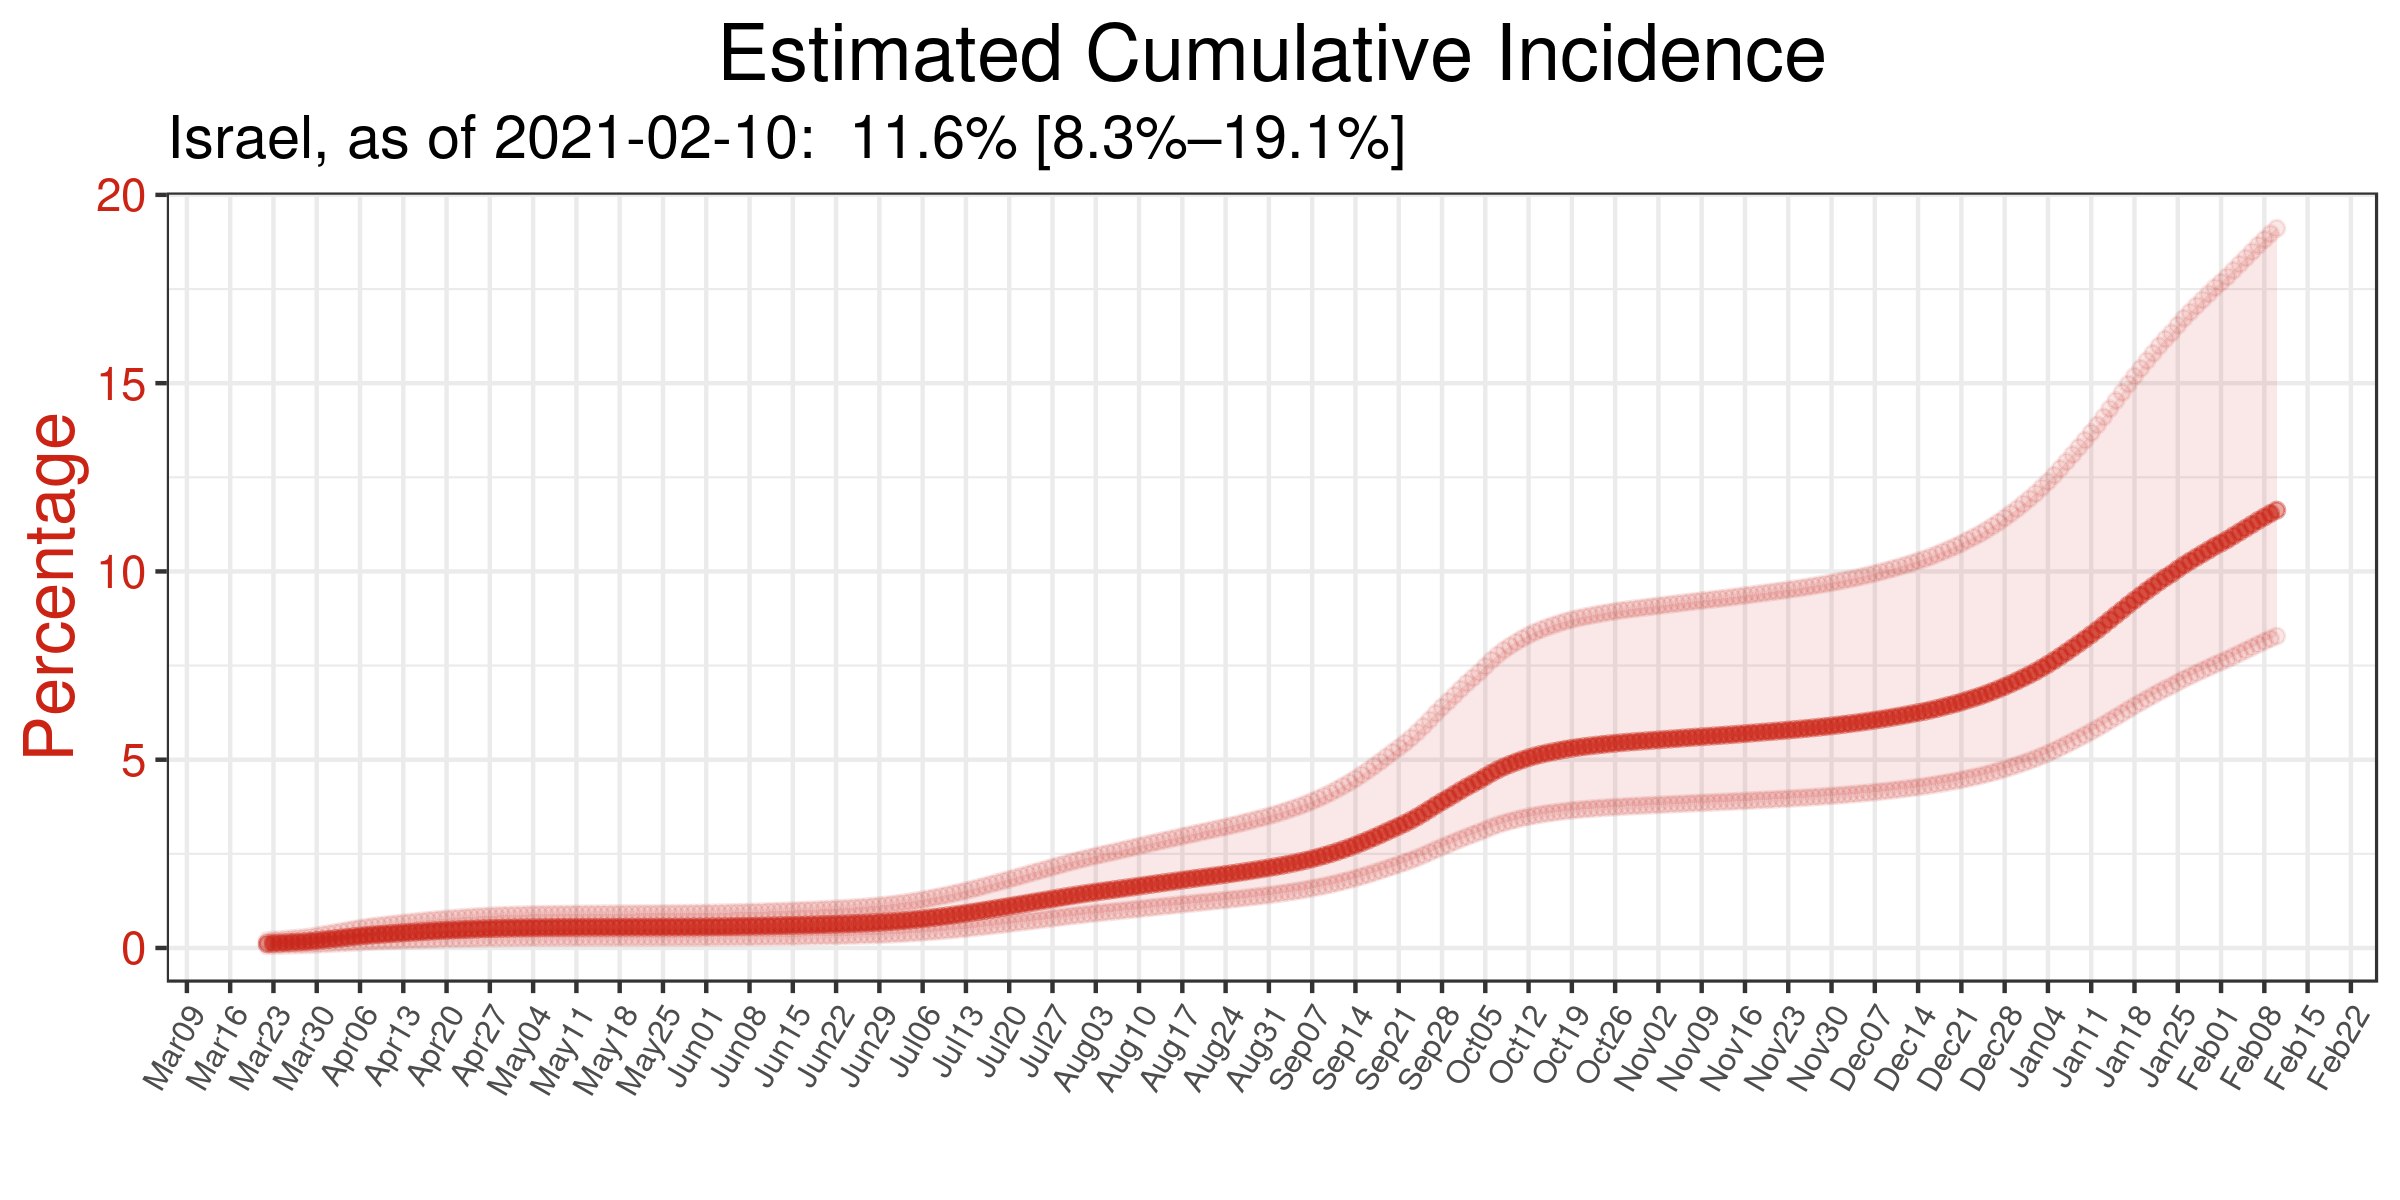 Estimated Cumulative Incidence
Israel, as of 2021-02-10:  11.6% [8.3%–19.1%]
Percentage
20
15
10
5
0
Mar09
Mar16
Mar23
Mar30
Apr06
Apr13
Apr20
Apr27
May04
May11
May18
May25
Jun01
Jun08
Jun15
Jun22
Jun29
Jul06
Jul13
Jul20
Jul27
Aug03
Aug10
Aug17
Aug24
Aug31
Sep07
Sep14
Sep21
Sep28
Oct05
Oct12
Oct19
Oct26
Nov02
Nov09
Nov16
Nov23
Nov30
Dec07
Dec14
Dec21
Dec28
Jan04
Jan11
Jan18
Jan25
Feb01
Feb08
Feb15
Feb22